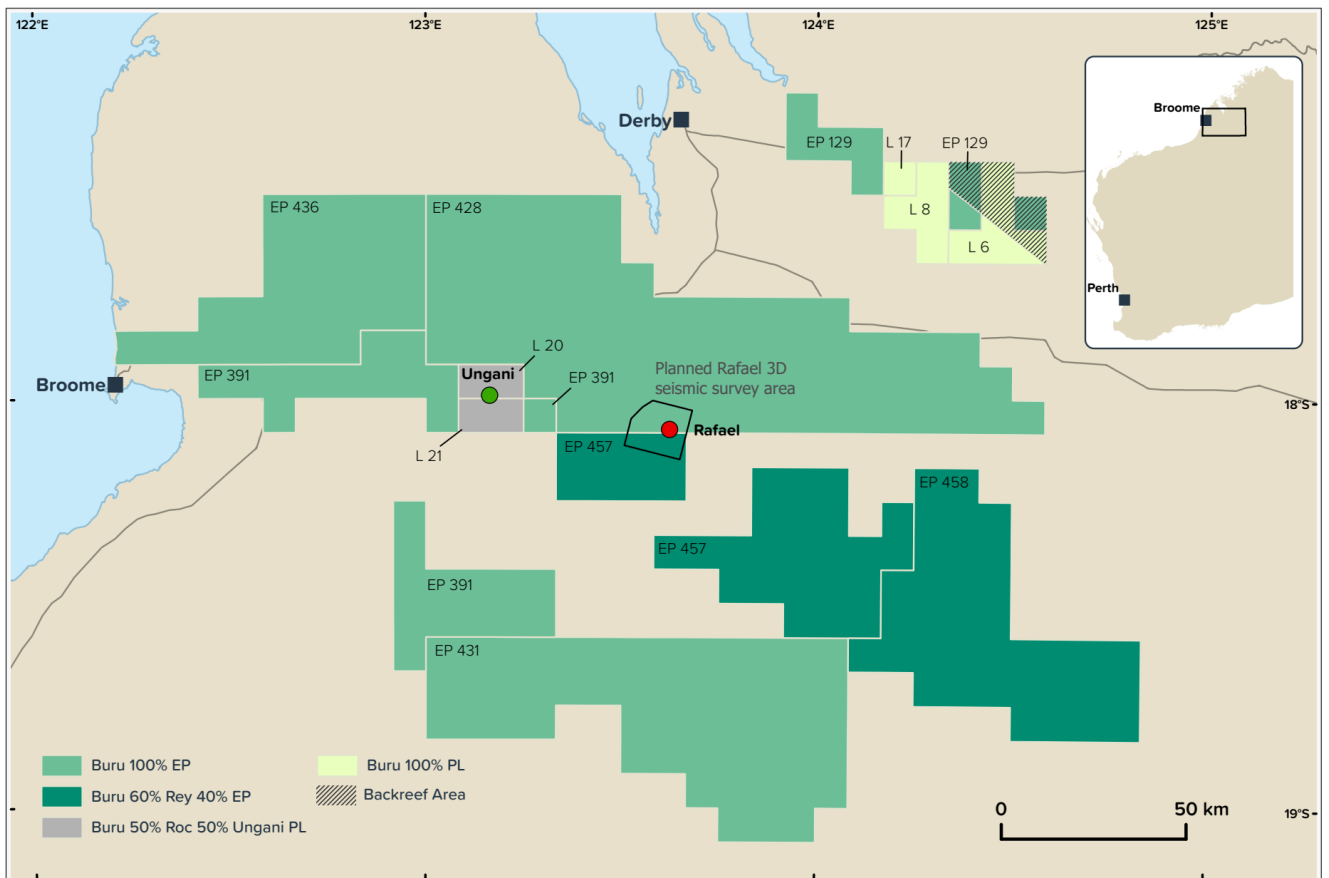 122°E
123°E
124°E
125°E
Broome
Perth
Derby
EP 129
L 17
EP 129
L 8
L 6
EP 436
EP 428
L 20
Ungani
EP 391
EP 391
Planned Rafael 3D
seismic survey area
Broome
18°S
Rafael
L 21
EP 457
EP 458
EP 457
EP 391
EP 431
Buru 100% EP
Buru 60% Rey 40% EP
Buru 50% Roc 50% Ungani PL
Buru 100% PL
Backreef Area
0
50 km
19°S